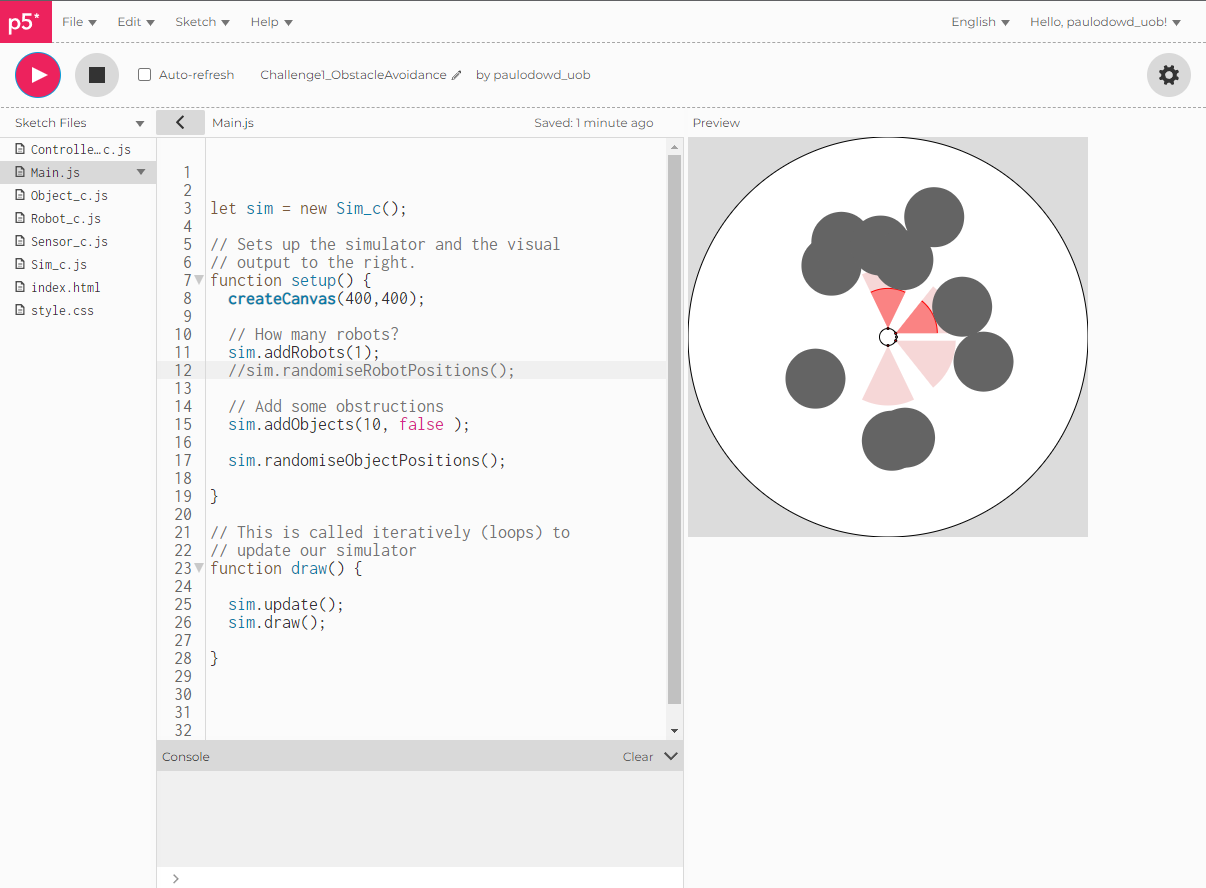 p5* File Edit Sketch Help English Hello, paulodowd_uob!
Auto-refresh Challenge1_ObstacleAvoidance by paulodowd_uob
Sketch Files
Controlle…c.js
Main.js
Object_c.js
Robot_c.js
Sensor_c.js
Sim_c.js
index.html
style.css
Main.js Saved: 1 minute ago
1
2
3 let sim = new Sim_c();
4
5 // Sets up the simulator and the visual
6 // output to the right.
7 function setup() {
8 createCanvas(400,400);
9
10 // How many robots?
11 sim.addRobots(1);
12 //sim.randomiseRobotPositions();
13
14 // Add some obstructions
15 sim.addObjects(10, false );
16
17 sim.randomiseObjectPositions();
18
19 }
20
21 // This is called iteratively (loops) to
22 // update our simulator
23 function draw() {
24
25 sim.update();
26 sim.draw();
27
28 }
29
30
31
32
Console Clear
>
Preview